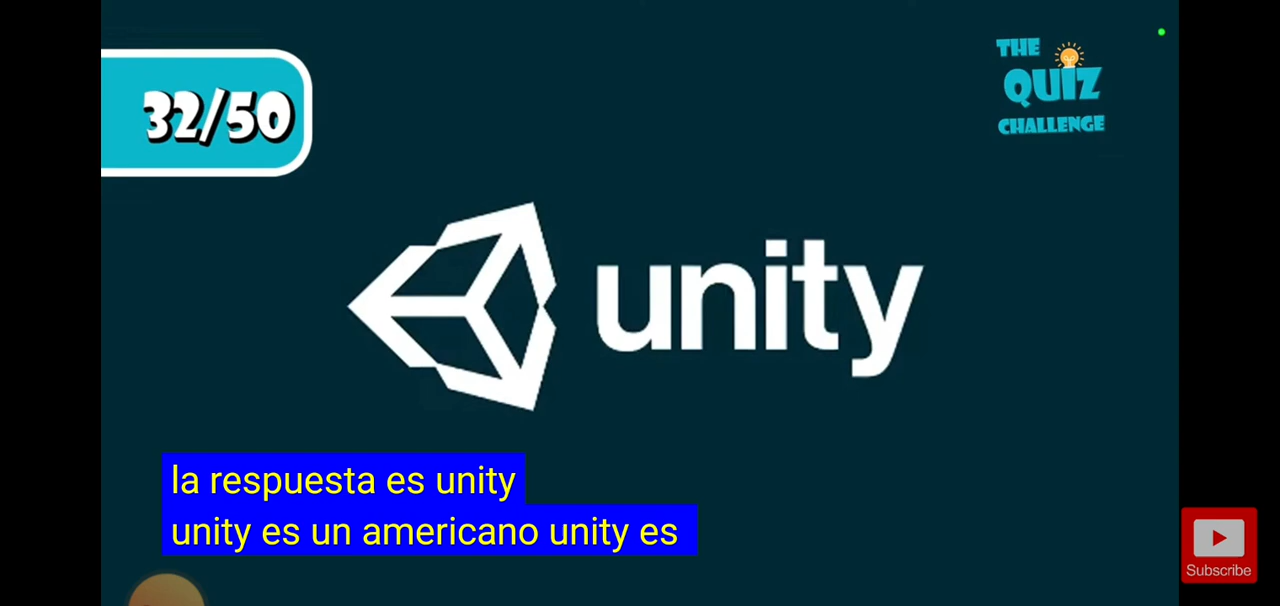 32/50
THE
QUIZ
CHALLENGE
unity
la respuesta es unity
unity es un americano unity es
Subscribe